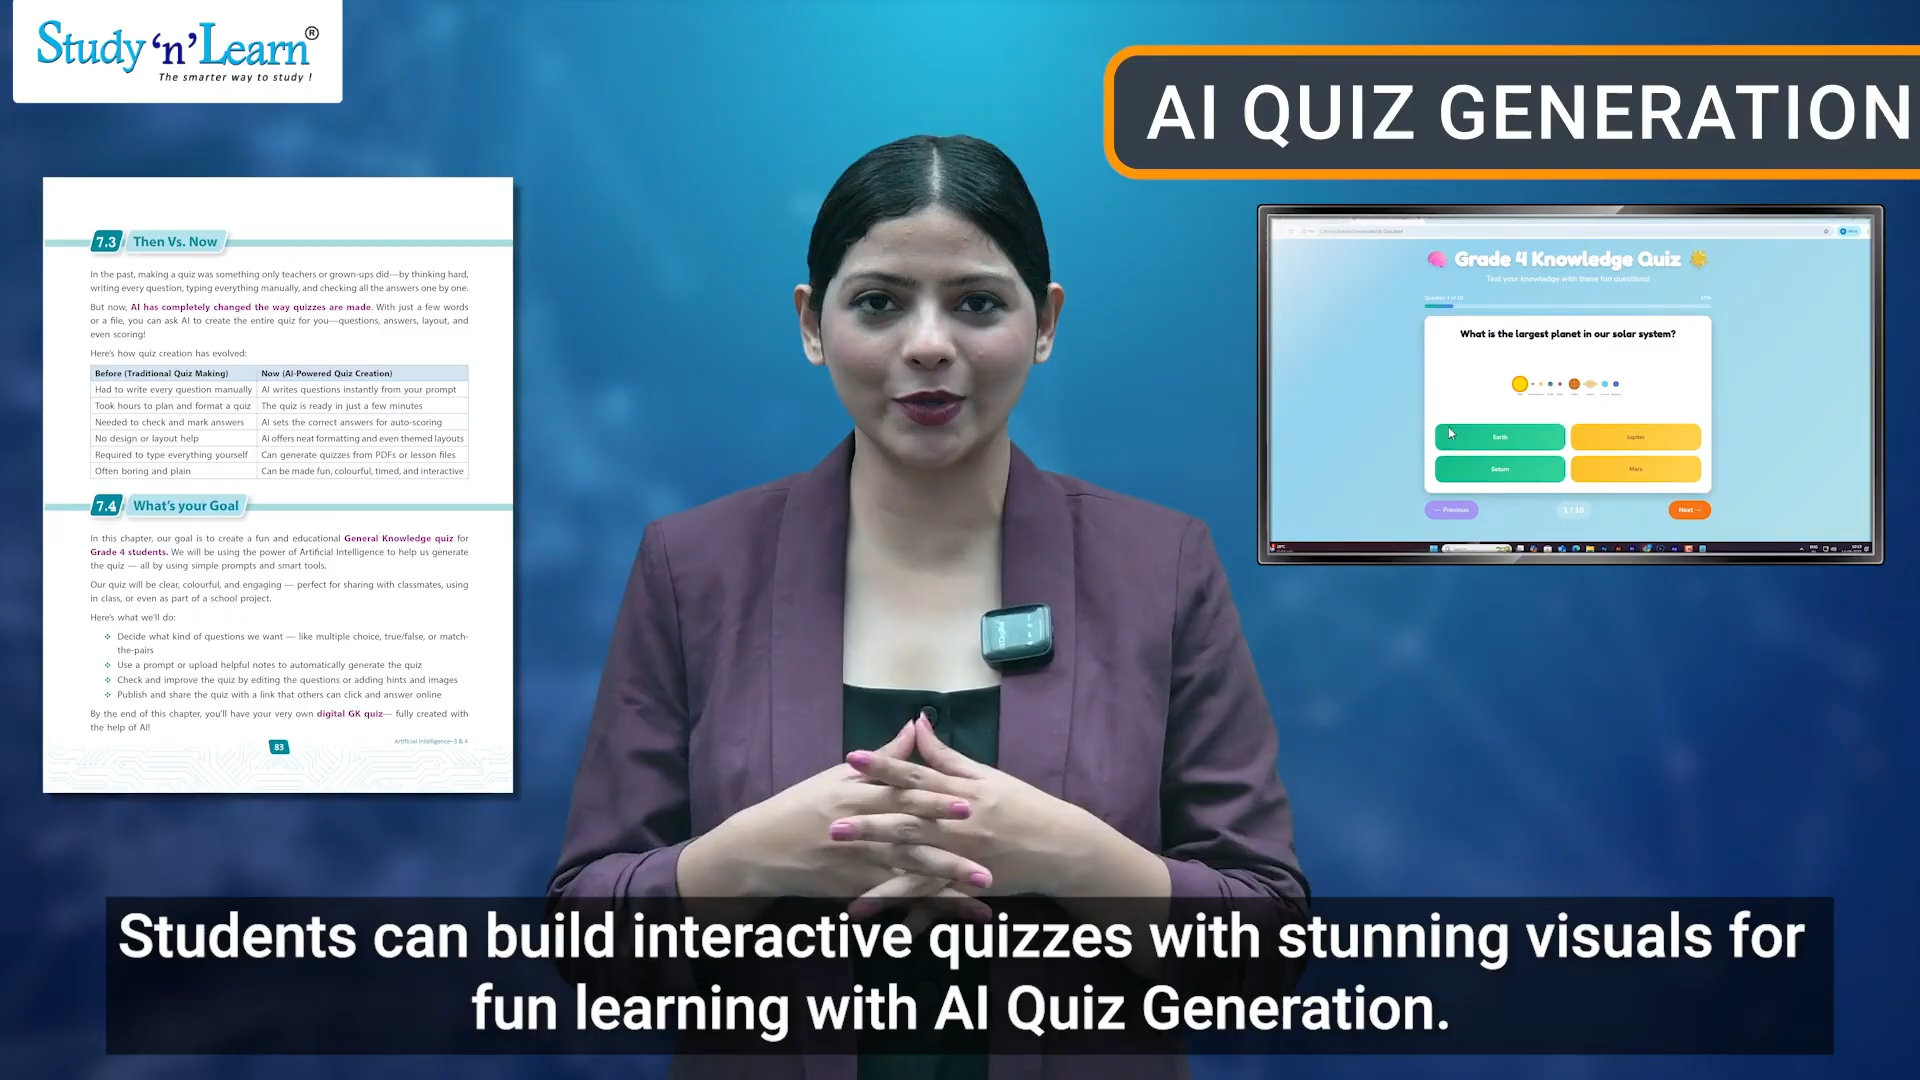 Study ‘n’ Learn®
The smarter way to study !
AI QUIZ GENERATION
7.3 Then Vs. Now
In the past, making a quiz was something only teachers or grown-ups did—by thinking hard,
writing every question, typing everything manually, and checking all the answers one by one.
But now, AI has completely changed the way quizzes are made. With just a few words
or a file, you can ask AI to create the entire quiz for you—questions, answers, layout, and
even scoring!
Here's how quiz creation has evolved:
Before (Traditional Quiz Making) Now (AI-Powered Quiz Creation)
Had to write every question manually AI writes questions instantly from your prompt
Took hours to plan and format a quiz The quiz is ready in just a few minutes
Needed to check and mark answers AI sets the correct answers for auto-scoring
No design or layout help AI offers neat formatting and even themed layouts
Required to type everything yourself Can generate quizzes from PDFs or lesson files
Often boring and plain Can be made fun, colourful, timed, and interactive
7.4 What's your Goal
In this chapter, our goal is to create a fun and educational General Knowledge quiz for
Grade 4 students. We will be using the power of Artificial Intelligence to help us generate
the quiz — all by using simple prompts and smart tools.
Our quiz will be clear, colourful, and engaging — perfect for sharing with classmates, using
in class, or even as part of a school project.
Here's what we'll do:
Decide what kind of questions we want — like multiple choice, true/false, or match-
the-pairs
Use a prompt or upload helpful notes to automatically generate the quiz
Check and improve the quiz by editing the questions or adding hints and images
Publish and share the quiz with a link that others can click and answer online
By the end of this chapter, you'll have your very own digital GK quiz— fully created with
the help of AI!
83
Artificial Intelligence–3 & 4
Grade 4 Knowledge Quiz
Test your knowledge with these fun questions!
Question 1 of 10 10%
What is the largest planet in our solar system?
Earth Jupiter
Saturn Mars
← Previous 1 / 10 Next →
Students can build interactive quizzes with stunning visuals for
fun learning with AI Quiz Generation.